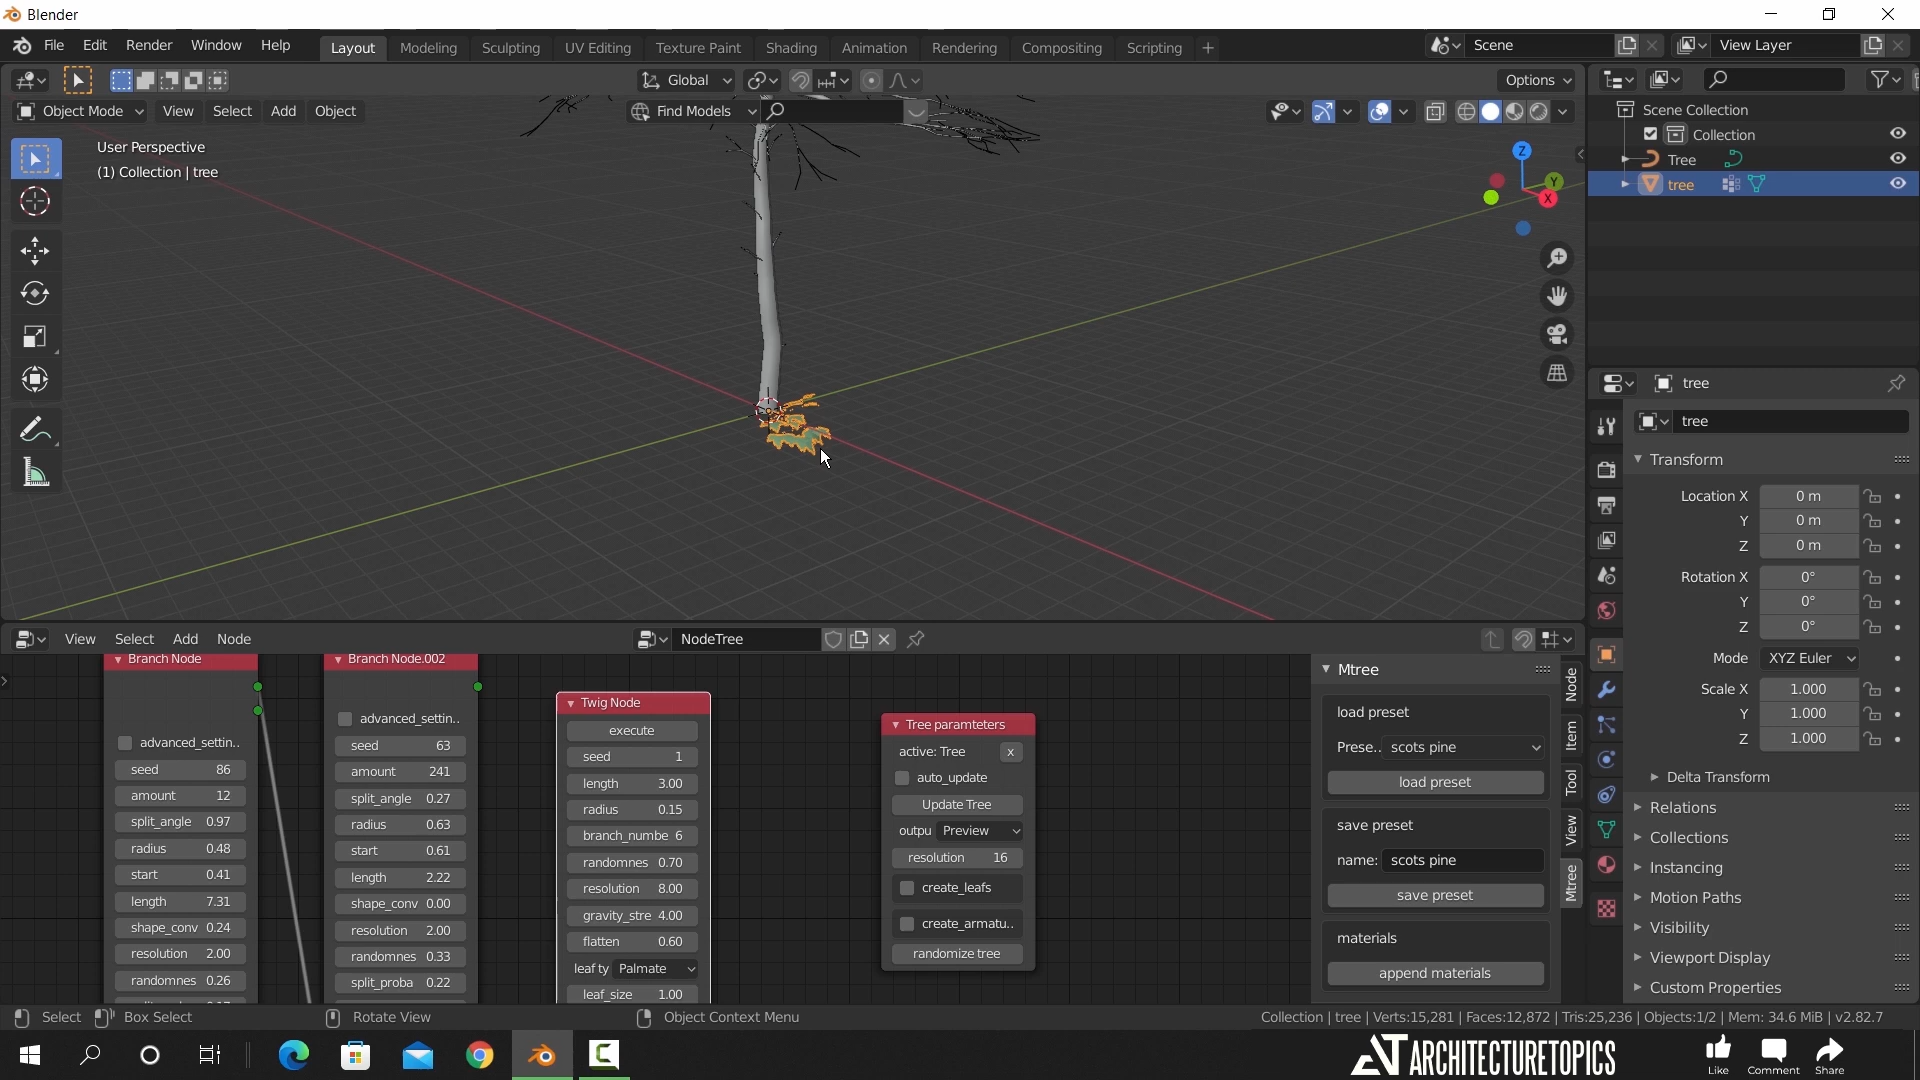 Blender
File Edit Render Window Help
Layout Modeling Sculpting UV Editing Texture Paint Shading Animation Rendering Compositing Scripting
Scene
View Layer
Global
Options
Object Mode View Select Add Object
Find Models
User Perspective
(1) Collection | tree
Z
Y
X
Scene Collection
Collection
Tree
tree
tree
tree
Transform
Location X 0 m
Y 0 m
Z 0 m
Rotation X 0°
Y 0°
Z 0°
Mode XYZ Euler
Scale X 1.000
Y 1.000
Z 1.000
Delta Transform
Relations
Collections
Instancing
Motion Paths
Visibility
Viewport Display
Custom Properties
View Select Add Node
NodeTree
Branch Node
advanced_settin..
seed 86
amount 12
split_angle 0.97
radius 0.48
start 0.41
length 7.31
shape_conv 0.24
resolution 2.00
randomnes 0.26
Branch Node.002
advanced_settin..
seed 63
amount 241
split_angle 0.27
radius 0.63
start 0.61
length 2.22
shape_conv 0.00
resolution 2.00
randomnes 0.33
split_proba 0.22
Twig Node
execute
seed 1
length 3.00
radius 0.15
branch_numbe 6
randomnes 0.70
resolution 8.00
gravity_stre 4.00
flatten 0.60
leaf ty Palmate
leaf_size 1.00
Tree paramteters
active: Tree x
auto_update
Update Tree
outpu Preview
resolution 16
create_leafs
create_armatu..
randomize tree
Mtree
load preset
Prese.. scots pine
load preset
save preset
name: scots pine
save preset
materials
append materials
Node
Item
Tool
View
Mtree
Select Box Select Rotate View Object Context Menu
Collection | tree | Verts:15,281 | Faces:12,872 | Tris:25,236 | Objects:1/2 | Mem: 34.6 MiB | v2.82.7
ARCHITECTURETOPICS
Like Comment Share